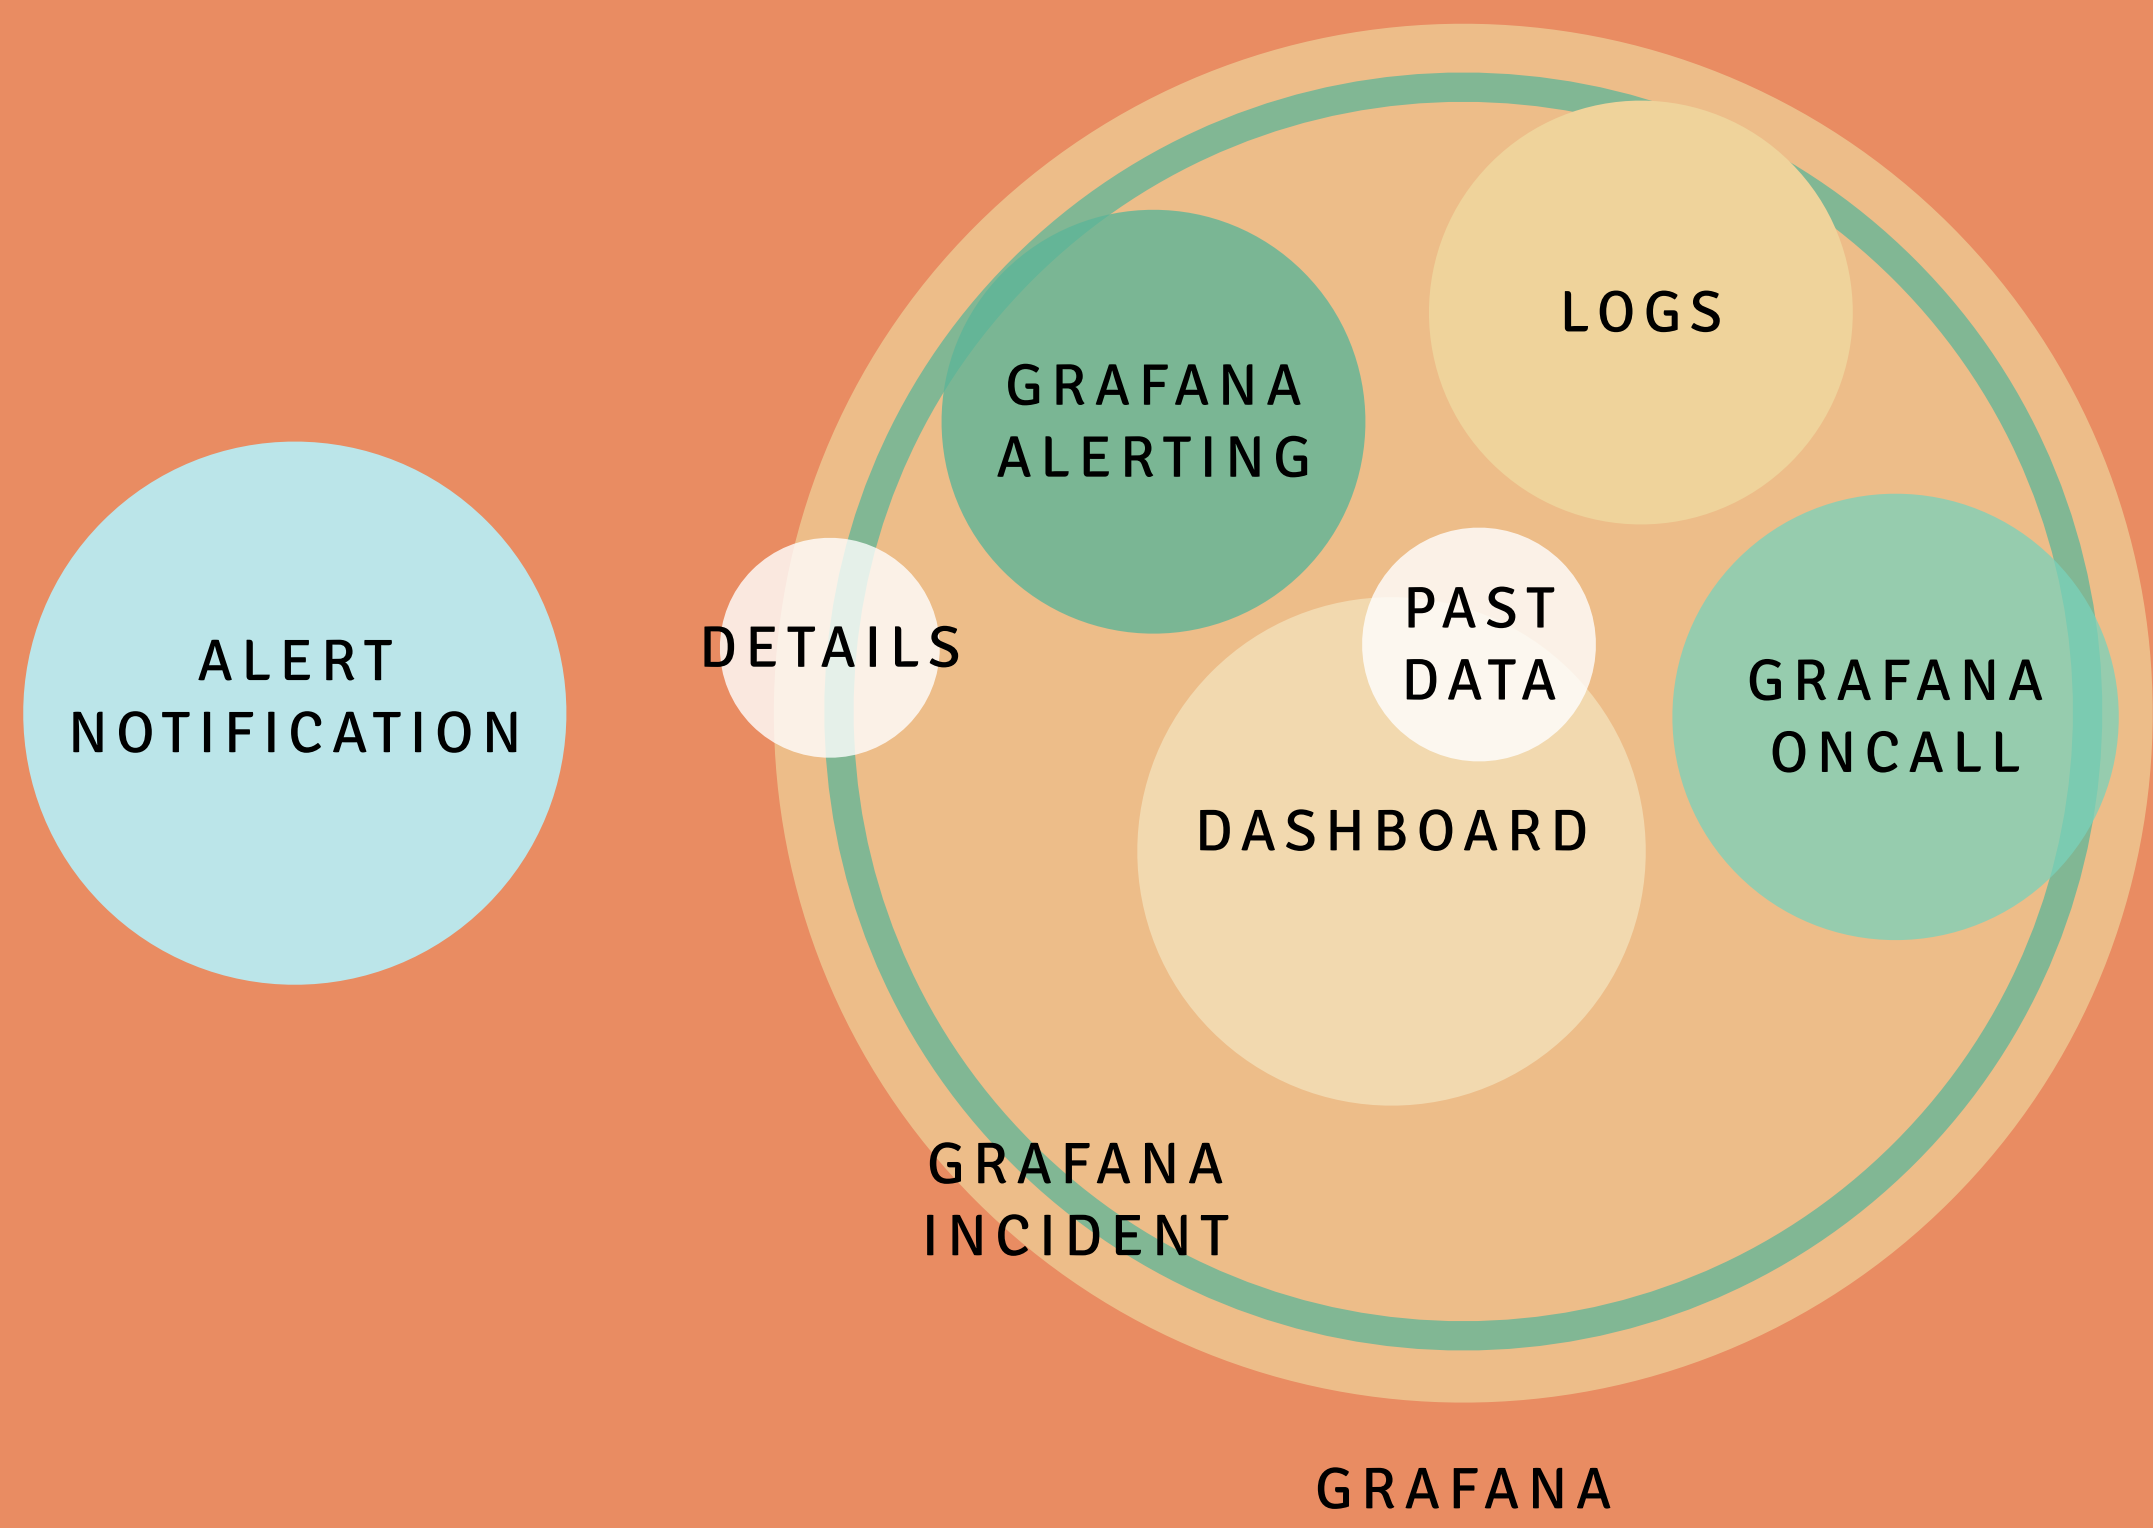 ALERT
NOTIFICATION
DETAILS
GRAFANA
ALERTING
LOGS
PAST
DATA
DASHBOARD
GRAFANA
ONCALL
GRAFANA
INCIDENT
GRAFANA